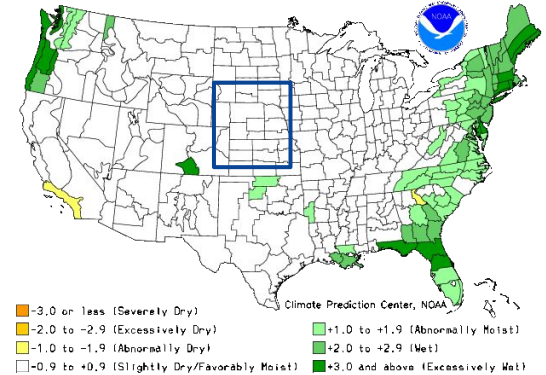 NOAA
Climate Prediction Center, NOAA
-3.0 or less (Severely Dry)
-2.0 to -2.9 (Excessively Dry)
-1.0 to -1.9 (Abnormally Dry)
-0.9 to +0.9 (Slightly Dry/Favorably Moist)
+1.0 to +1.9 (Abnormally Moist)
+2.0 to +2.9 (Wet)
+3.0 and above (Excessively Wet)